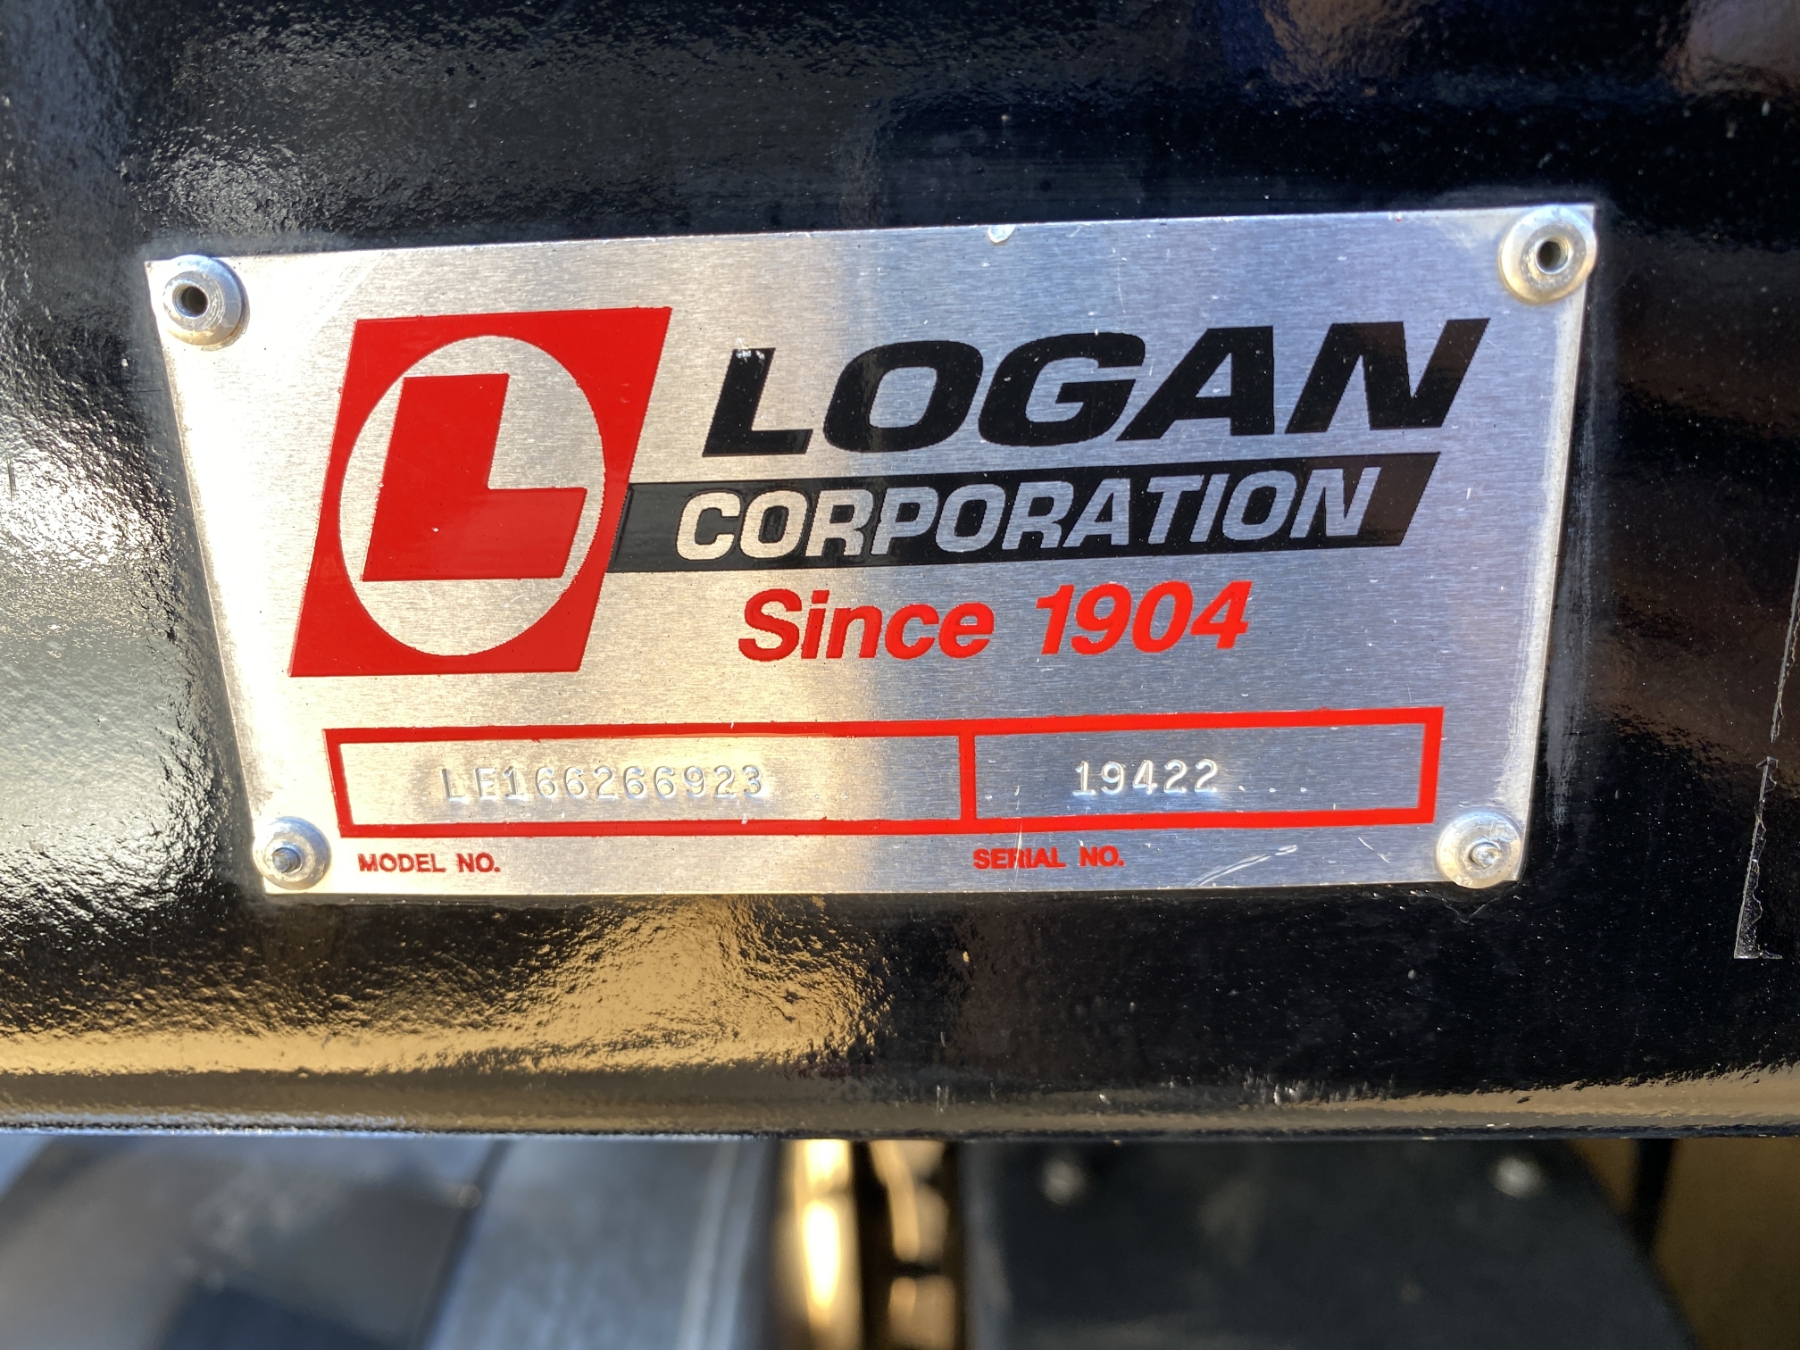 L
LOGAN
CORPORATION
Since 1904
LE166266923 19422...
MODEL NO. SERIAL NO.